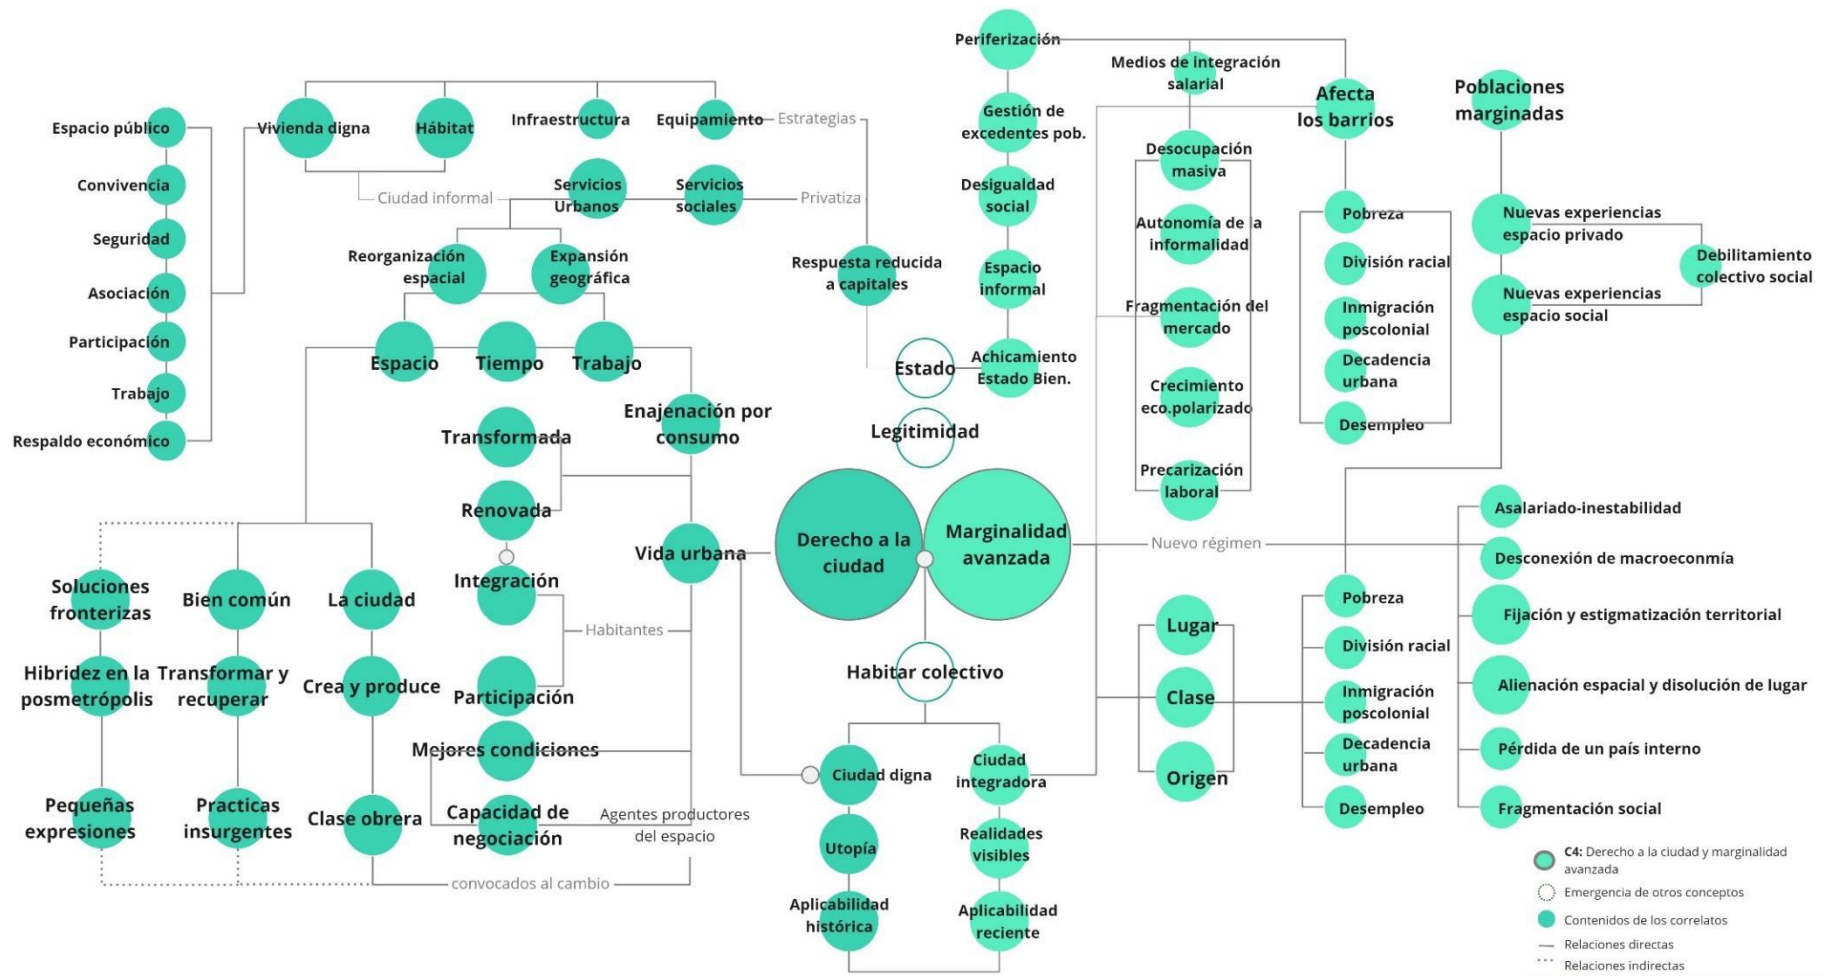 Espacio público
Convivencia
Seguridad
Asociación
Participación
Trabajo
Respaldo económico
Vivienda digna
Hábitat
Infraestructura
Equipamiento
Estrategias
Ciudad informal
Servicios
Urbanos
Servicios
sociales
Privatiza
Reorganización
espacial
Expansión
geográfica
Respuesta reducida
a capitales
Espacio
Tiempo
Trabajo
Enajenación por
consumo
Transformada
Renovada
Vida urbana
Integración
Habitantes
Participación
Mejores condiciones
Capacidad de
negociación
Agentes productores
del espacio
convocados al cambio
Soluciones
fronterizas
Bien común
La ciudad
Hibridez en la
posmetrópolis
Transformar y
recuperar
Crea y produce
Pequeñas
expresiones
Practicas
insurgentes
Clase obrera
Estado
Legitimidad
Derecho a la
ciudad
Marginalidad
avanzada
Habitar colectivo
Ciudad digna
Utopía
Aplicabilidad
histórica
Ciudad
integradora
Realidades
visibles
Aplicabilidad
reciente
Periferización
Gestión de
excedentes pob.
Desigualdad
social
Espacio
informal
Achicamiento
Estado Bien.
Medios de integración
salarial
Desocupación
masiva
Autonomía de la
informalidad
Fragmentación del
mercado
Crecimiento
eco.polarizado
Precarización
laboral
Afecta
los barrios
Pobreza
División racial
Inmigración
poscolonial
Decadencia
urbana
Desempleo
Poblaciones
marginadas
Nuevas experiencias
espacio privado
Nuevas experiencias
espacio social
Debilitamiento
colectivo social
Nuevo régimen
Lugar
Clase
Origen
Pobreza
División racial
Inmigración
poscolonial
Decadencia
urbana
Desempleo
Asalariado-inestabilidad
Desconexión de macroeconmía
Fijación y estigmatización territorial
Alienación espacial y disolución de lugar
Pérdida de un país interno
Fragmentación social
C4: Derecho a la ciudad y marginalidad
avanzada
Emergencia de otros conceptos
Contenidos de los correlatos
Relaciones directas
Relaciones indirectas